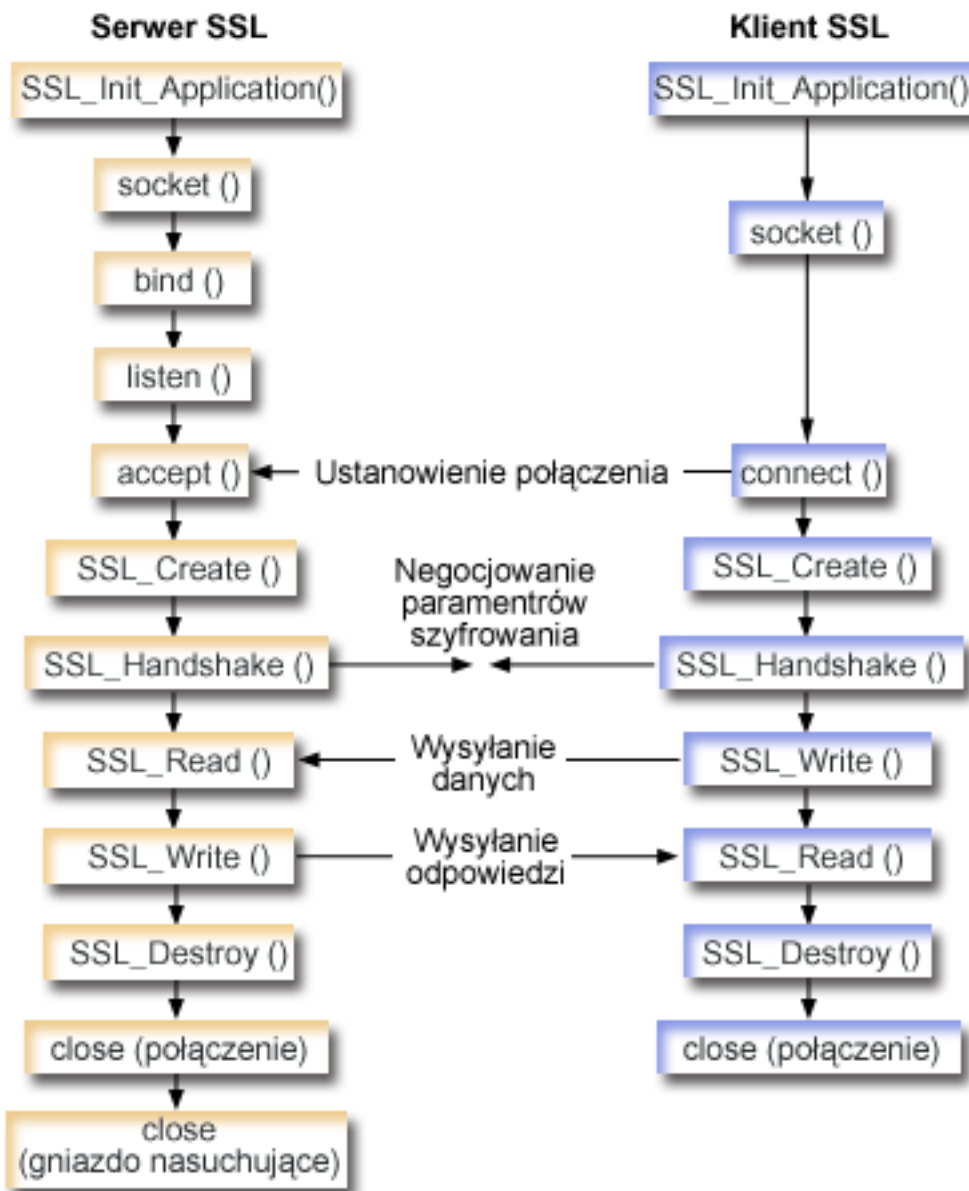 Serwer SSL
Klient SSL
SSL_Init_Application()
SSL_Init_Application()
socket ()
socket ()
bind ()
listen ()
accept ()
Ustanowienie połączenia
connect ()
SSL_Create ()
Negocjowanie
paramentrów
szyfrowania
SSL_Create ()
SSL_Handshake ()
SSL_Handshake ()
SSL_Read ()
Wysyłanie
danych
SSL_Write ()
SSL_Write ()
Wysyłanie
odpowiedzi
SSL_Read ()
SSL_Destroy ()
SSL_Destroy ()
close (połączenie)
close (połączenie)
close
(gniazdo nasuchujące)